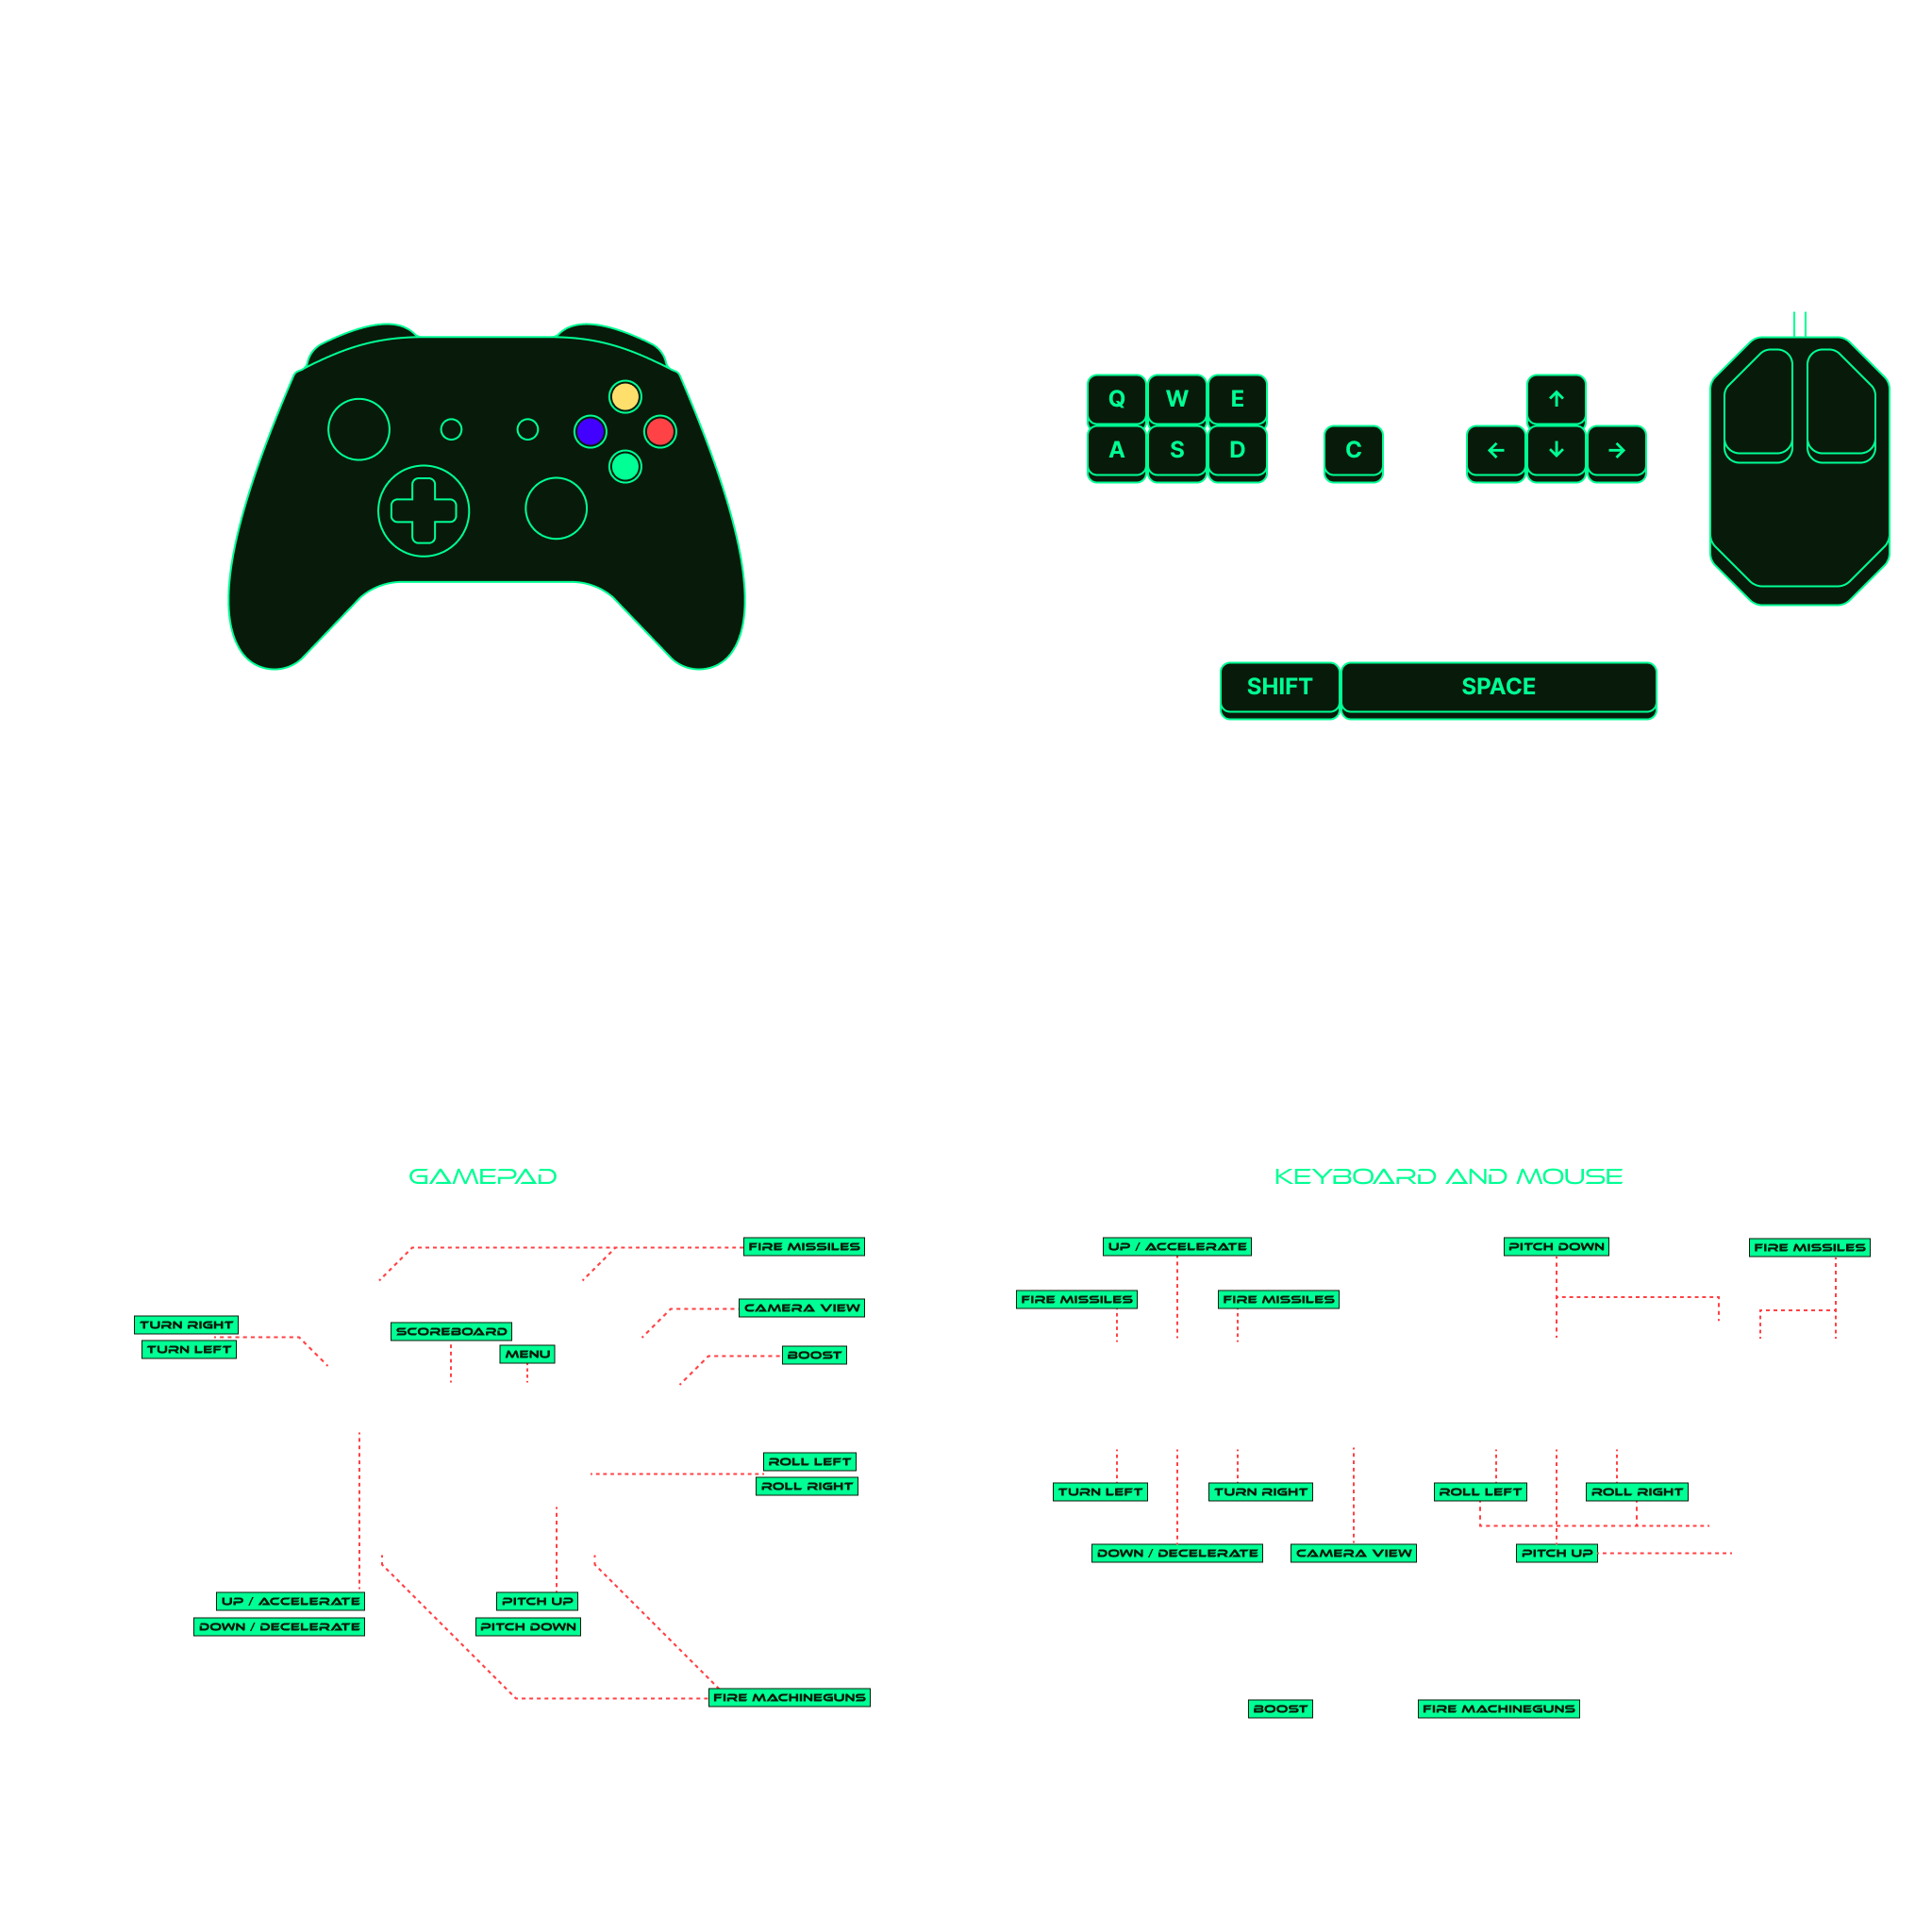 Q W E ↑
A S D C ← ↓ →
SHIFT SPACE
GAMEPAD
FIRE MISSILES
CAMERA VIEW
TURN RIGHT
SCOREBOARD
TURN LEFT
MENU
BOOST
ROLL LEFT
ROLL RIGHT
UP / ACCELERATE
PITCH UP
DOWN / DECELERATE
PITCH DOWN
FIRE MACHINEGUNS
KEYBOARD AND MOUSE
UP / ACCELERATE
PITCH DOWN
FIRE MISSILES
FIRE MISSILES
FIRE MISSILES
TURN LEFT
TURN RIGHT
ROLL LEFT
ROLL RIGHT
DOWN / DECELERATE
CAMERA VIEW
PITCH UP
BOOST
FIRE MACHINEGUNS